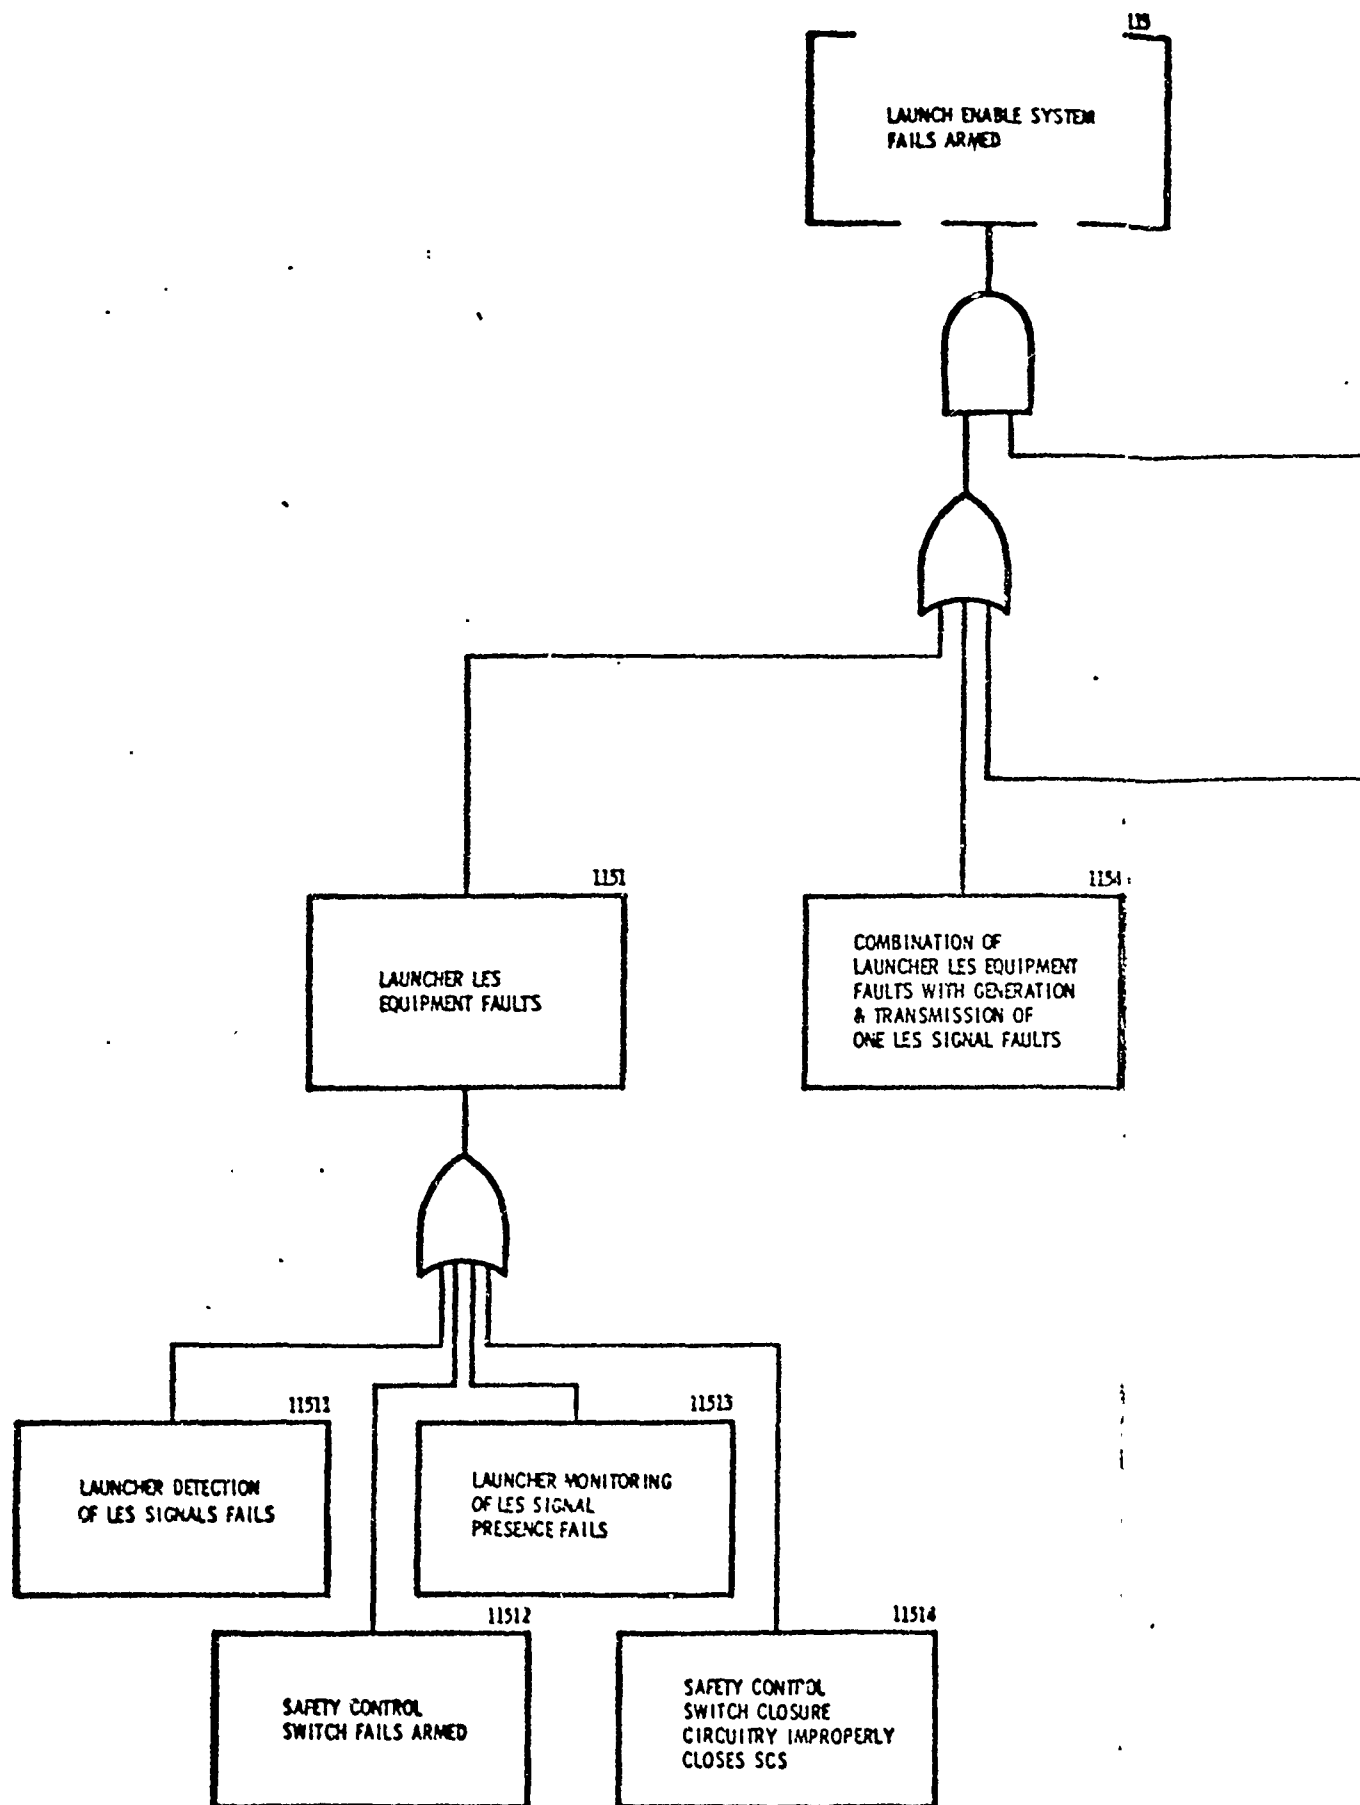 115
LAUNCH ENABLE SYSTEM
FAILS ARMED
1151
LAUNCHER LES
EQUIPMENT FAULTS
1154
COMBINATION OF
LAUNCHER LES EQUIPMENT
FAULTS WITH GENERATION
& TRANSMISSION OF
ONE LES SIGNAL FAULTS
11511
LAUNCHER DETECTION
OF LES SIGNALS FAILS
11513
LAUNCHER MONITORING
OF LES SIGNAL
PRESENCE FAILS
11512
SAFETY CONTROL
SWITCH FAILS ARMED
11514
SAFETY CONTROL
SWITCH CLOSURE
CIRCUITRY IMPROPERLY
CLOSES SCS